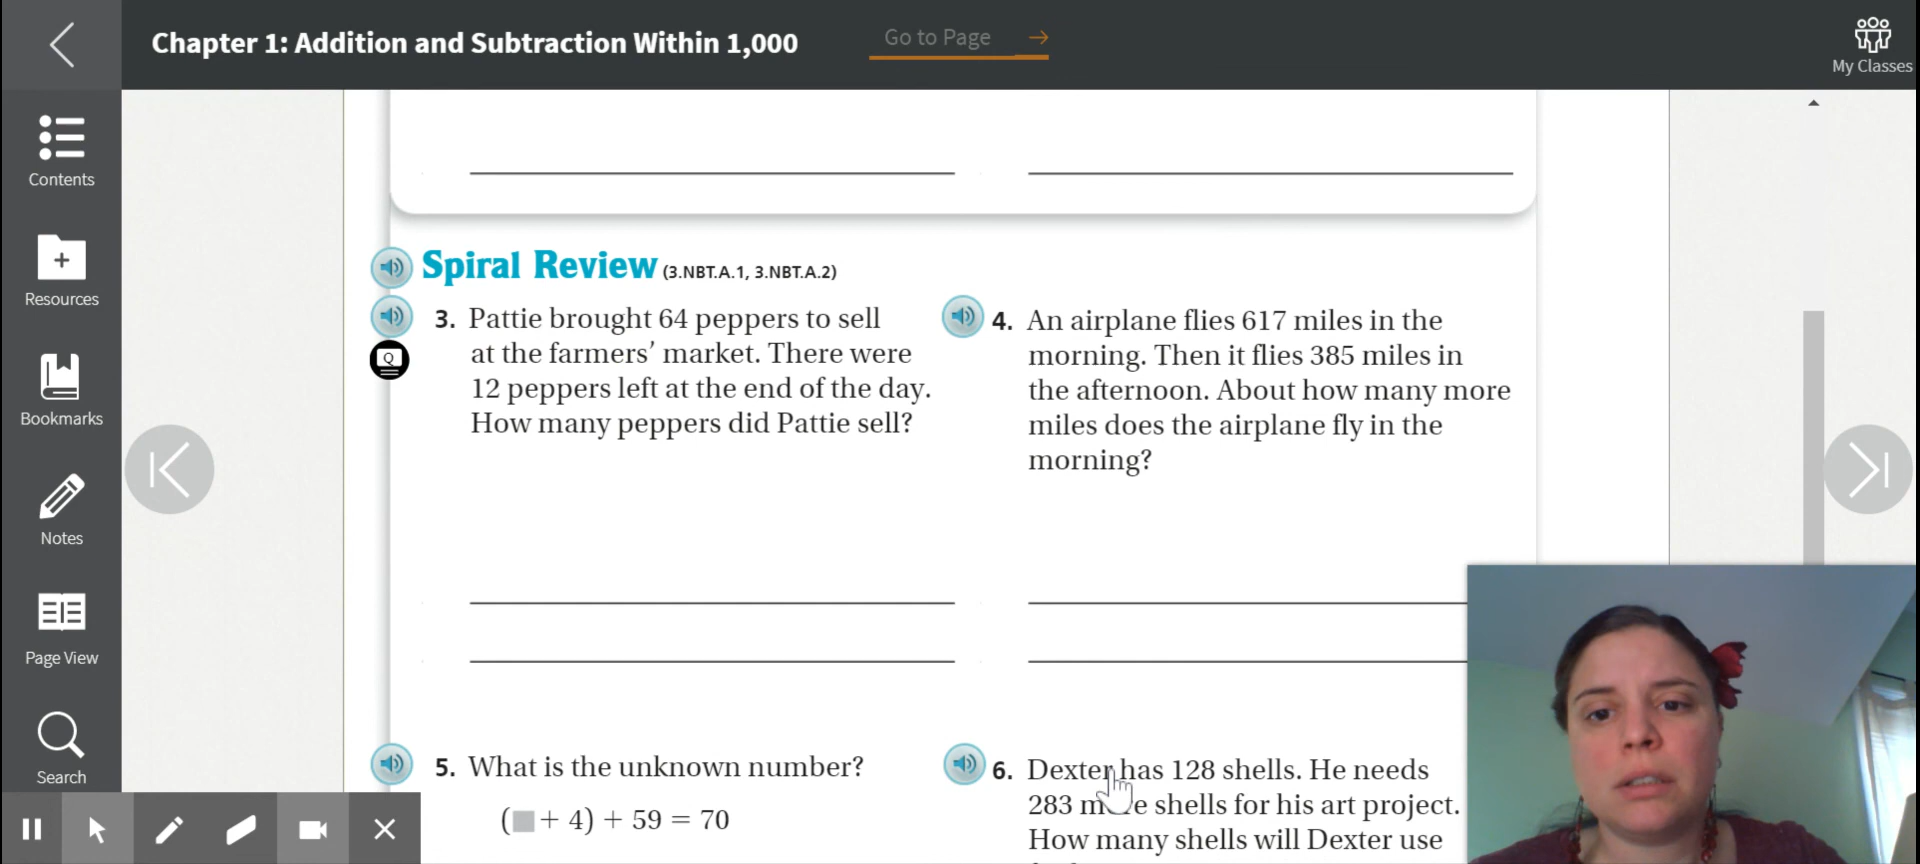 Chapter 1: Addition and Subtraction Within 1,000
Go to Page
My Classes
Contents
Resources
Bookmarks
Notes
Page View
Search
Spiral Review (3.NBT.A.1, 3.NBT.A.2)
3. Pattie brought 64 peppers to sell
at the farmers’ market. There were
12 peppers left at the end of the day.
How many peppers did Pattie sell?
4. An airplane flies 617 miles in the
morning. Then it flies 385 miles in
the afternoon. About how many more
miles does the airplane fly in the
morning?
5. What is the unknown number?
( + 4) + 59 = 70
6. Dexter has 128 shells. He needs
283 more shells for his art project.
How many shells will Dexter use